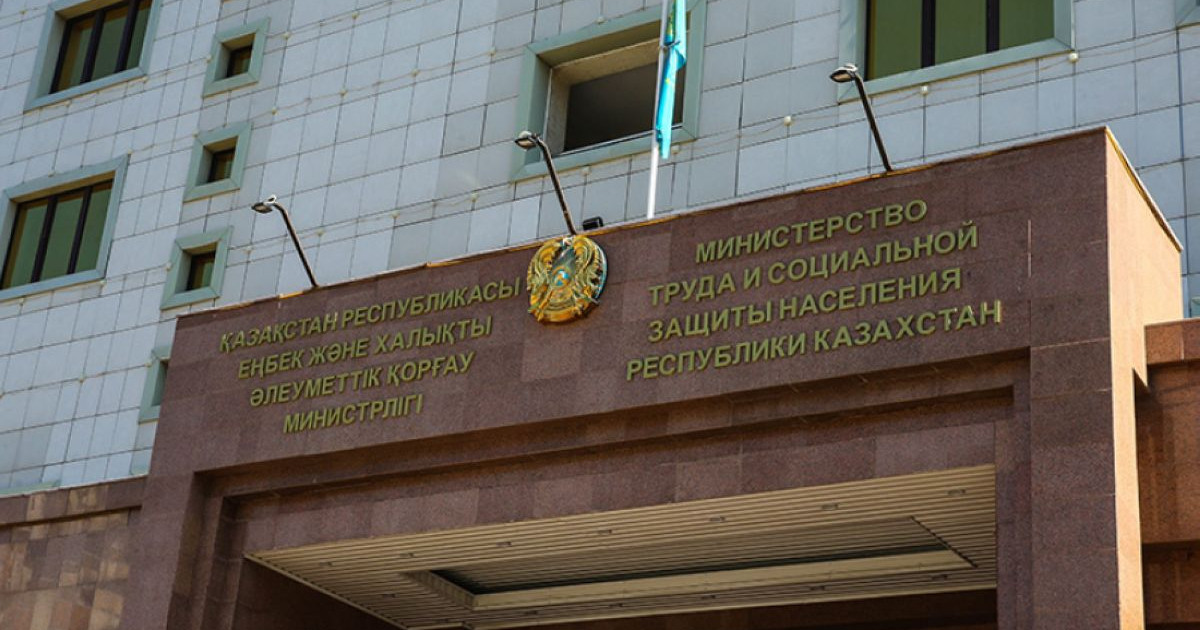 ҚАЗАҚСТАН РЕСПУБЛИКАСЫ
ЕҢБЕК ЖӘНЕ ХАЛЫҚТЫ
ӘЛЕУМЕТТІК ҚОРҒАУ
МИНИСТРЛІГІ
МИНИСТЕРСТВО
ТРУДА И СОЦИАЛЬНОЙ
ЗАЩИТЫ НАСЕЛЕНИЯ
РЕСПУБЛИКИ КАЗАХСТАН